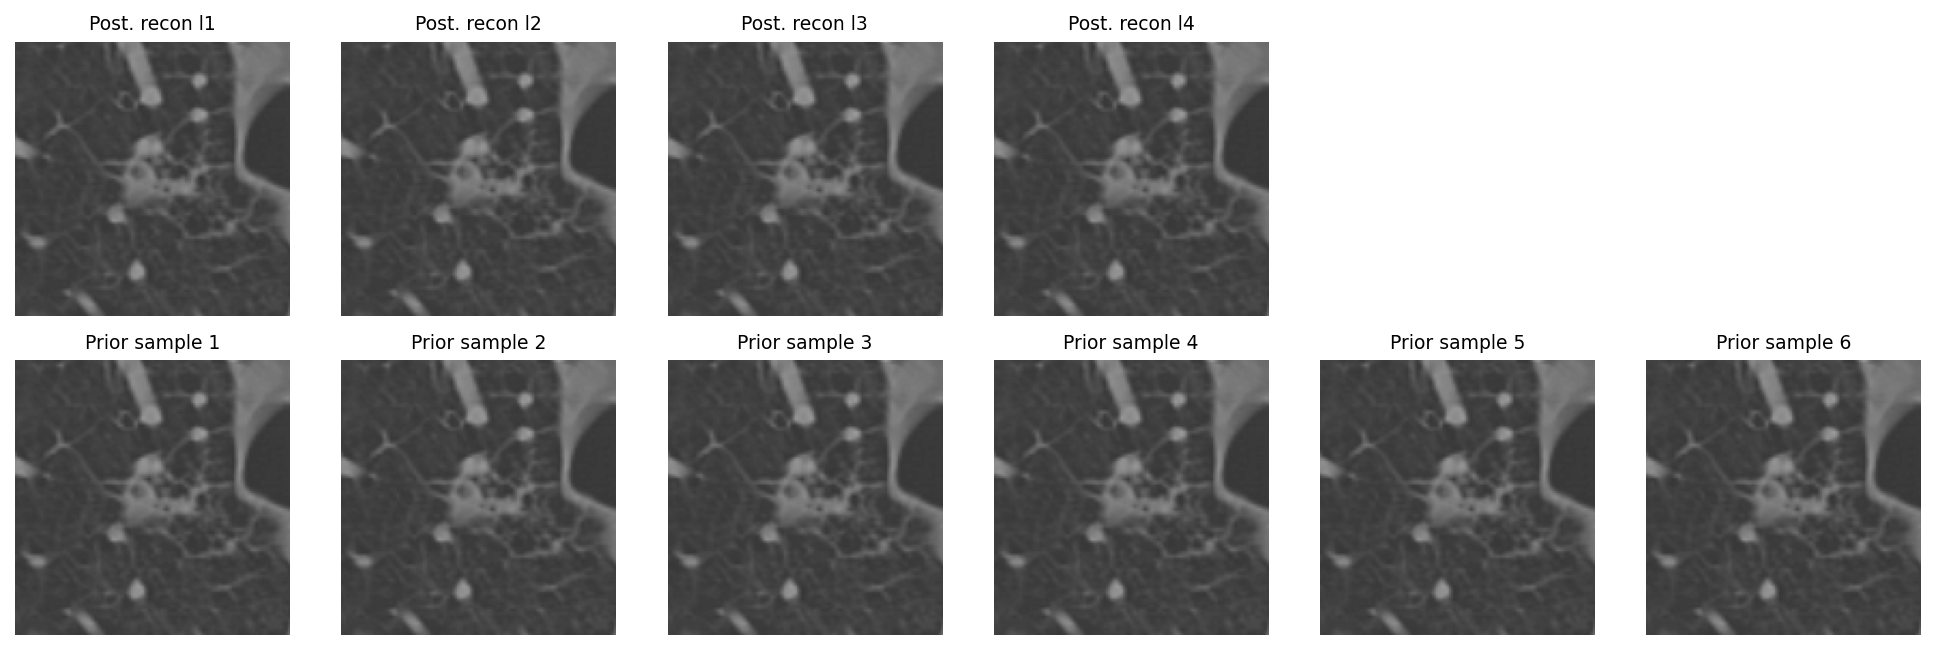 Post. recon l1
Post. recon l2
Post. recon l3
Post. recon l4
Prior sample 1
Prior sample 2
Prior sample 3
Prior sample 4
Prior sample 5
Prior sample 6